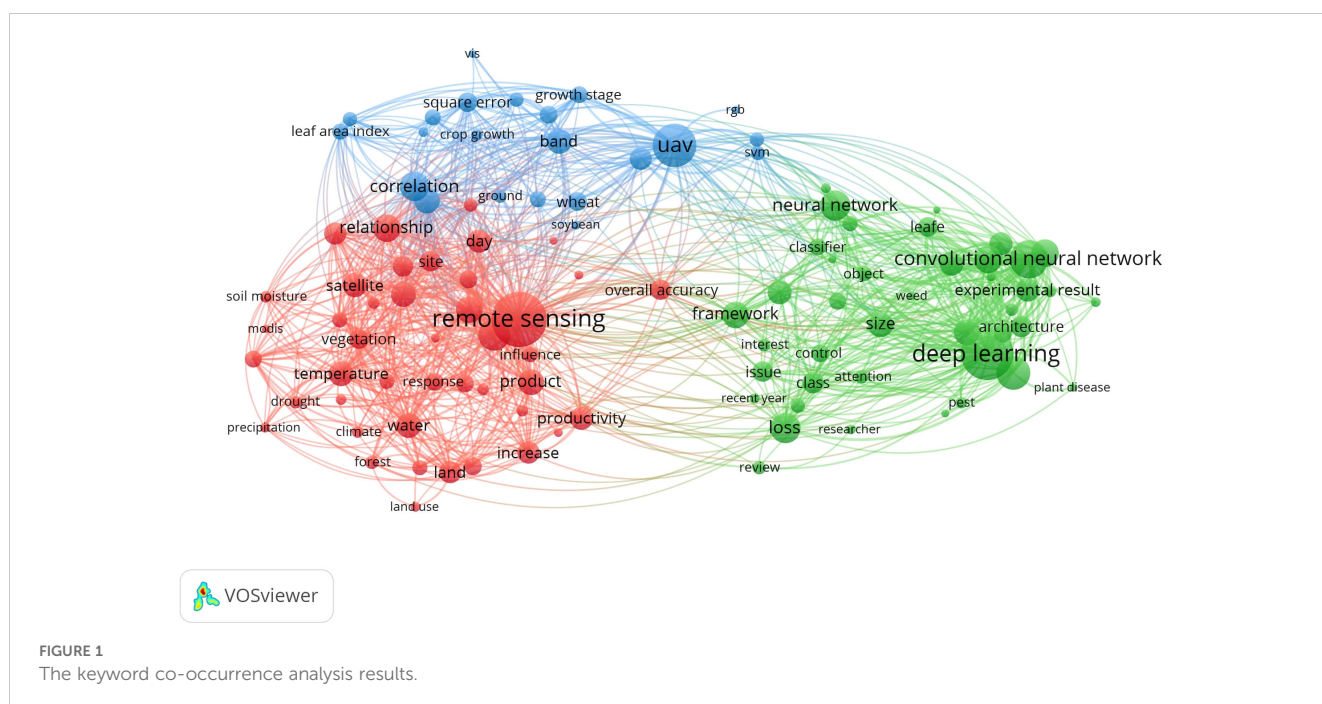 vis
square error
growth stage
rgb
leaf area index
crop growth
band
uav
svm
correlation
ground
wheat
neural network
relationship
soybean
leafe
day
classifier
site
convolutional neural network
object
satellite
overall accuracy
experimental result
soil moisture
weed
remote sensing
framework
size
architecture
modis
vegetation
interest
influence
control
deep learning
temperature
response
product
issue
class
attention
plant disease
drought
recent year
pest
precipitation
climate
water
productivity
loss
researcher
forest
land
increase
review
land use
VOSviewer
FIGURE 1
The keyword co-occurrence analysis results.